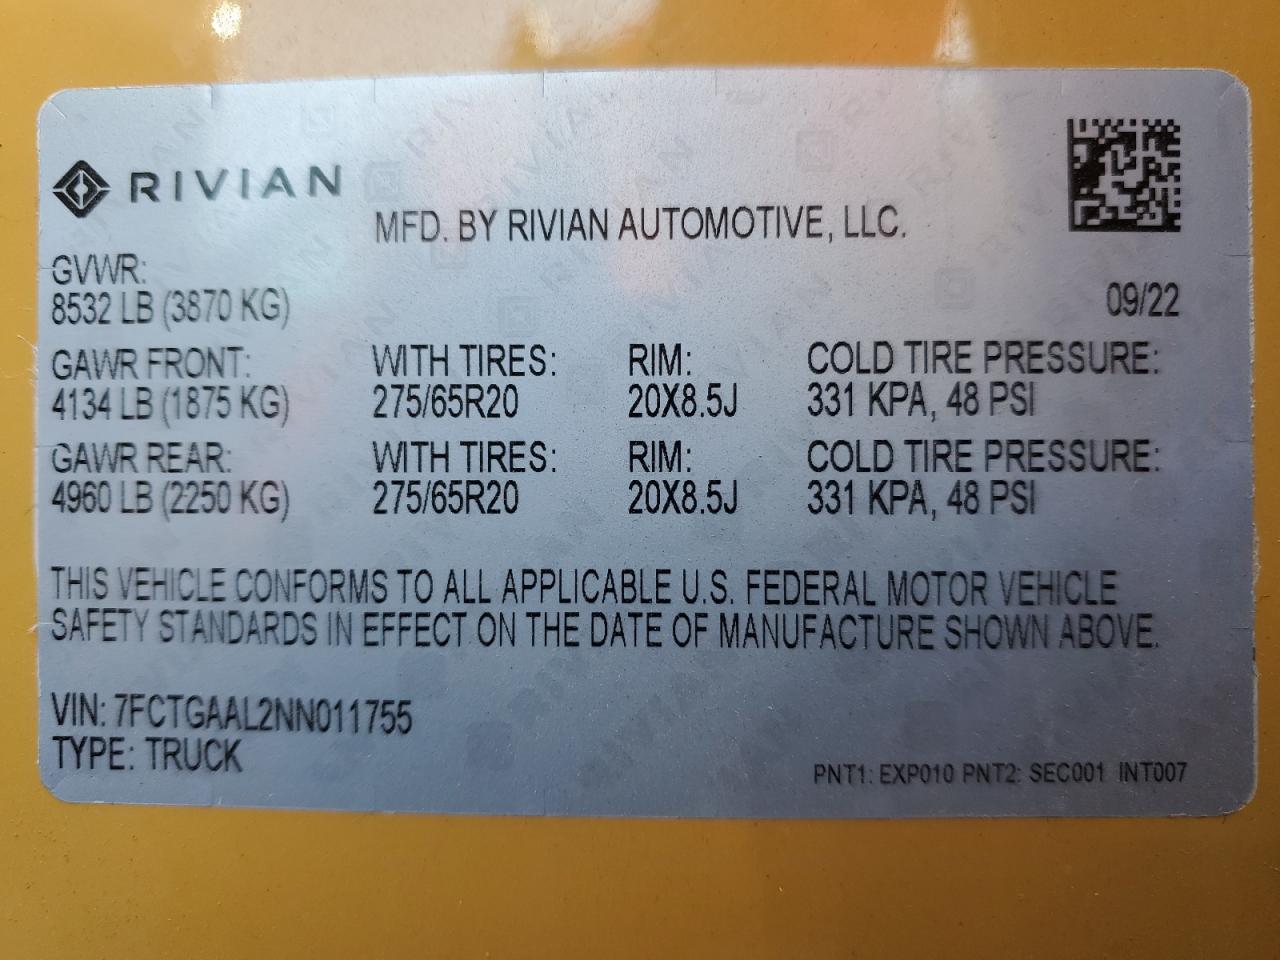 RIVIAN
MFD. BY RIVIAN AUTOMOTIVE, LLC.
GVWR:
8532 LB (3870 KG)
09/22
GAWR FRONT: WITH TIRES: RIM: COLD TIRE PRESSURE:
4134 LB (1875 KG) 275/65R20 20X8.5J 331 KPA, 48 PSI
GAWR REAR: WITH TIRES: RIM: COLD TIRE PRESSURE:
4960 LB (2250 KG) 275/65R20 20X8.5J 331 KPA, 48 PSI
THIS VEHICLE CONFORMS TO ALL APPLICABLE U.S. FEDERAL MOTOR VEHICLE
SAFETY STANDARDS IN EFFECT ON THE DATE OF MANUFACTURE SHOWN ABOVE.
VIN: 7FCTGAAL2NN011755
TYPE: TRUCK
PNT1: EXP010 PNT2: SEC001 INT007